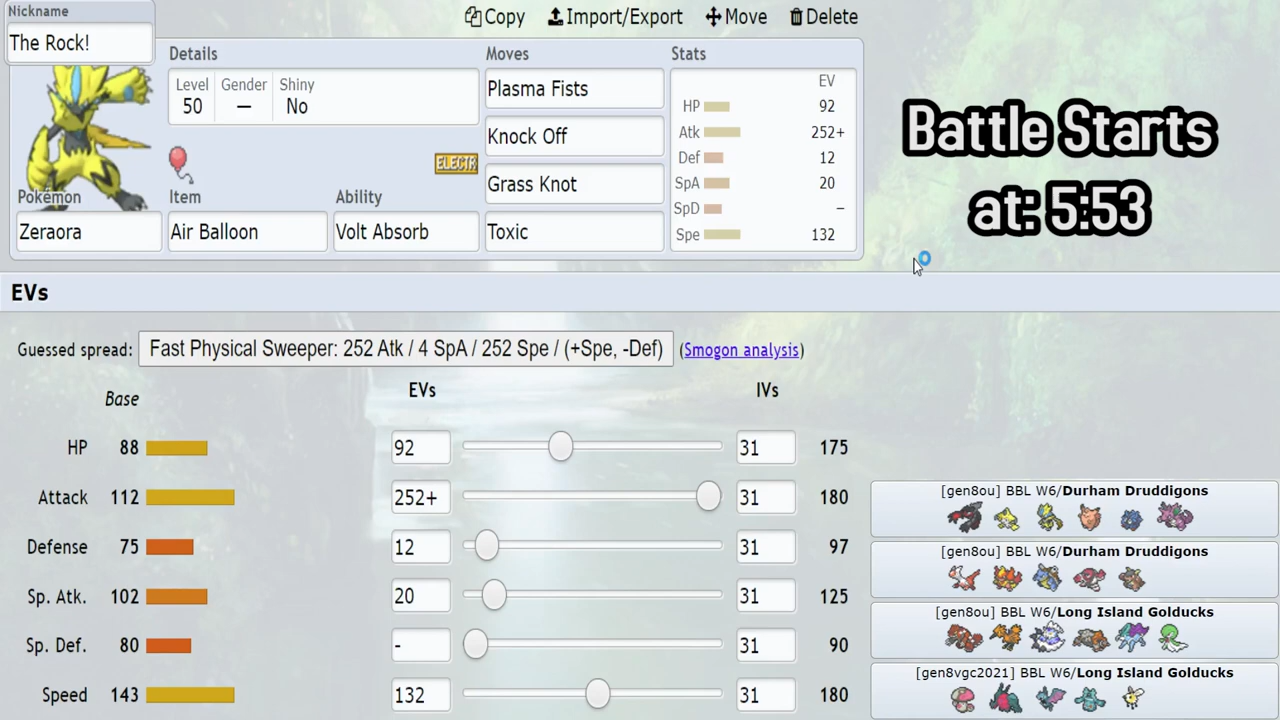 Nickname
The Rock!
Copy Import/Export Move Delete
Details
Moves
Stats
Level Gender Shiny
50 — No
Plasma Fists
Knock Off
Grass Knot
Toxic
EV
HP 92
Atk 252+
Def 12
SpA 20
SpD –
Spe 132
ELECTR
Pokémon
Item
Ability
Zeraora
Air Balloon
Volt Absorb
Battle Starts
at: 5:53
EVs
Guessed spread: Fast Physical Sweeper: 252 Atk / 4 SpA / 252 Spe / (+Spe, -Def) (Smogon analysis)
Base EVs IVs
HP 88 92 31 175
Attack 112 252+ 31 180
Defense 75 12 31 97
Sp. Atk. 102 20 31 125
Sp. Def. 80 - 31 90
Speed 143 132 31 180
[gen8ou] BBL W6/Durham Druddigons
[gen8ou] BBL W6/Durham Druddigons
[gen8ou] BBL W6/Long Island Golducks
[gen8vgc2021] BBL W6/Long Island Golducks